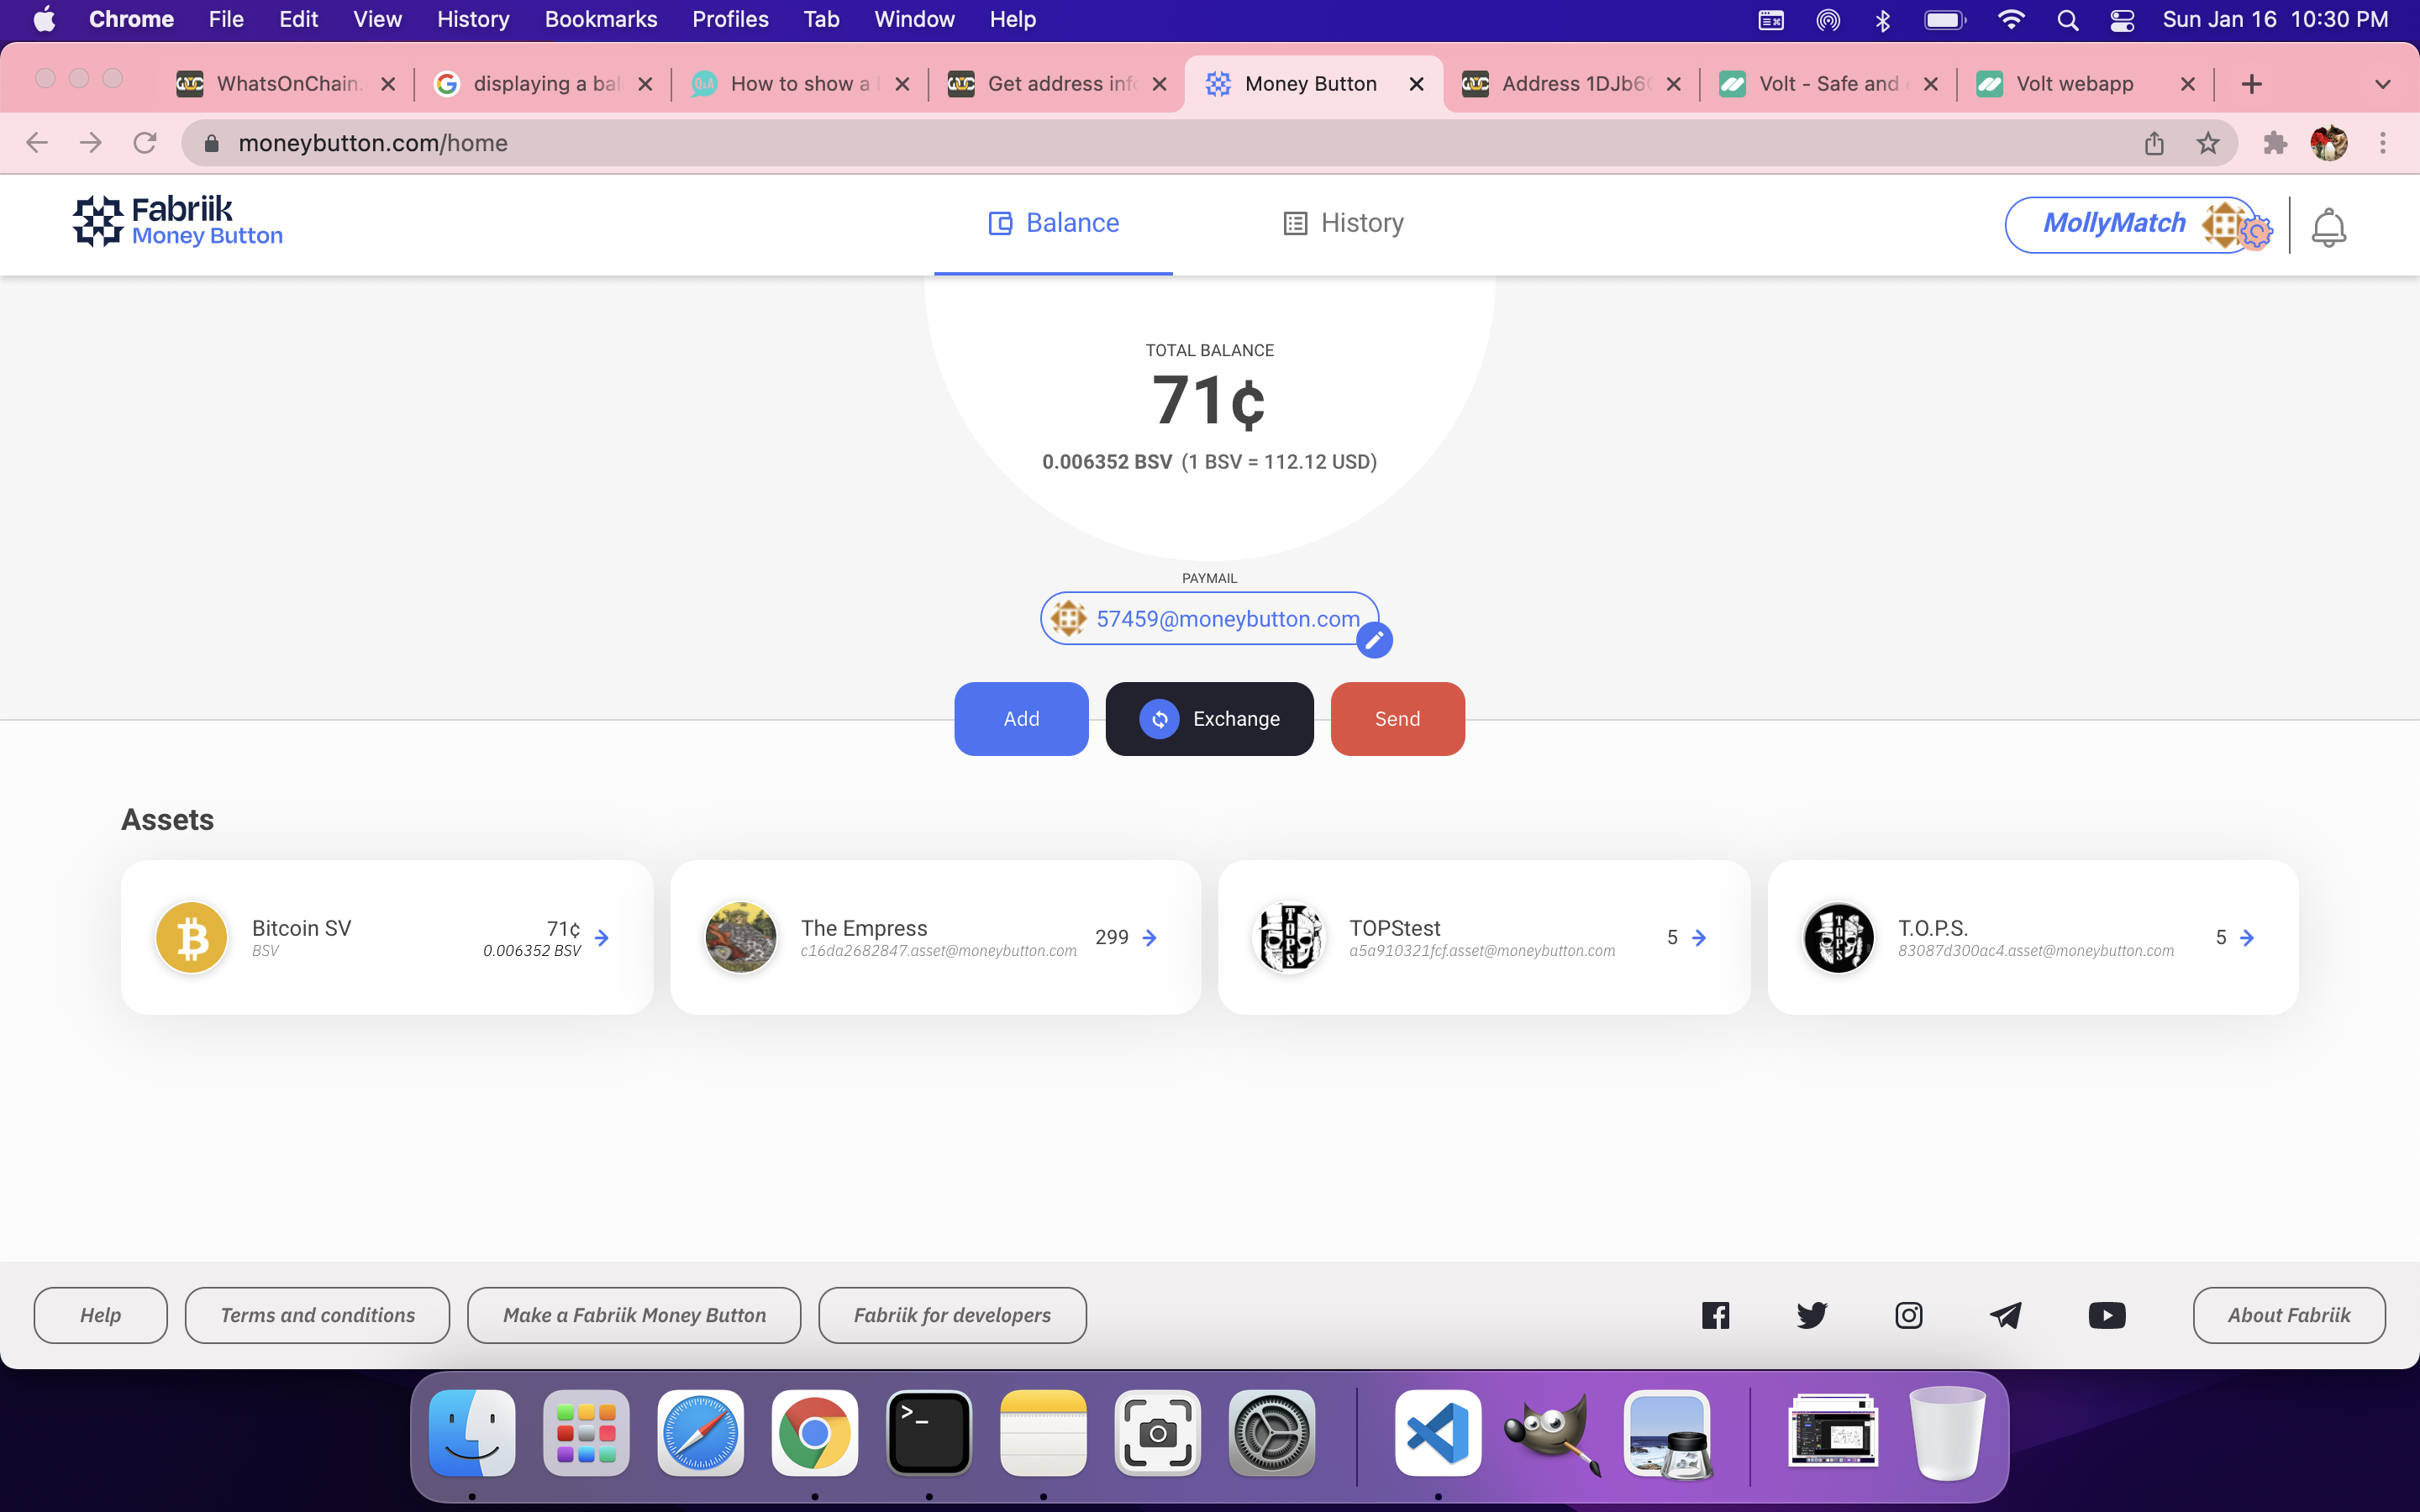 Chrome File Edit View History Bookmarks Profiles Tab Window Help Sun Jan 16 10:30 PM
WhatsOnChain. displaying a bal How to show a Get address info Money Button Address 1DJb6 Volt - Safe and Volt webapp
moneybutton.com/home
Fabriik
Money Button
Balance History MollyMatch
TOTAL BALANCE
71¢
0.006352 BSV (1 BSV = 112.12 USD)
PAYMAIL
57459@moneybutton.com
Add Exchange Send
Assets
Bitcoin SV 71¢
BSV 0.006352 BSV
The Empress 299
c16da2682847.asset@moneybutton.com
TOPStest 5
a5a910321fcf.asset@moneybutton.com
T.O.P.S. 5
83087d300ac4.asset@moneybutton.com
Help Terms and conditions Make a Fabriik Money Button Fabriik for developers About Fabriik